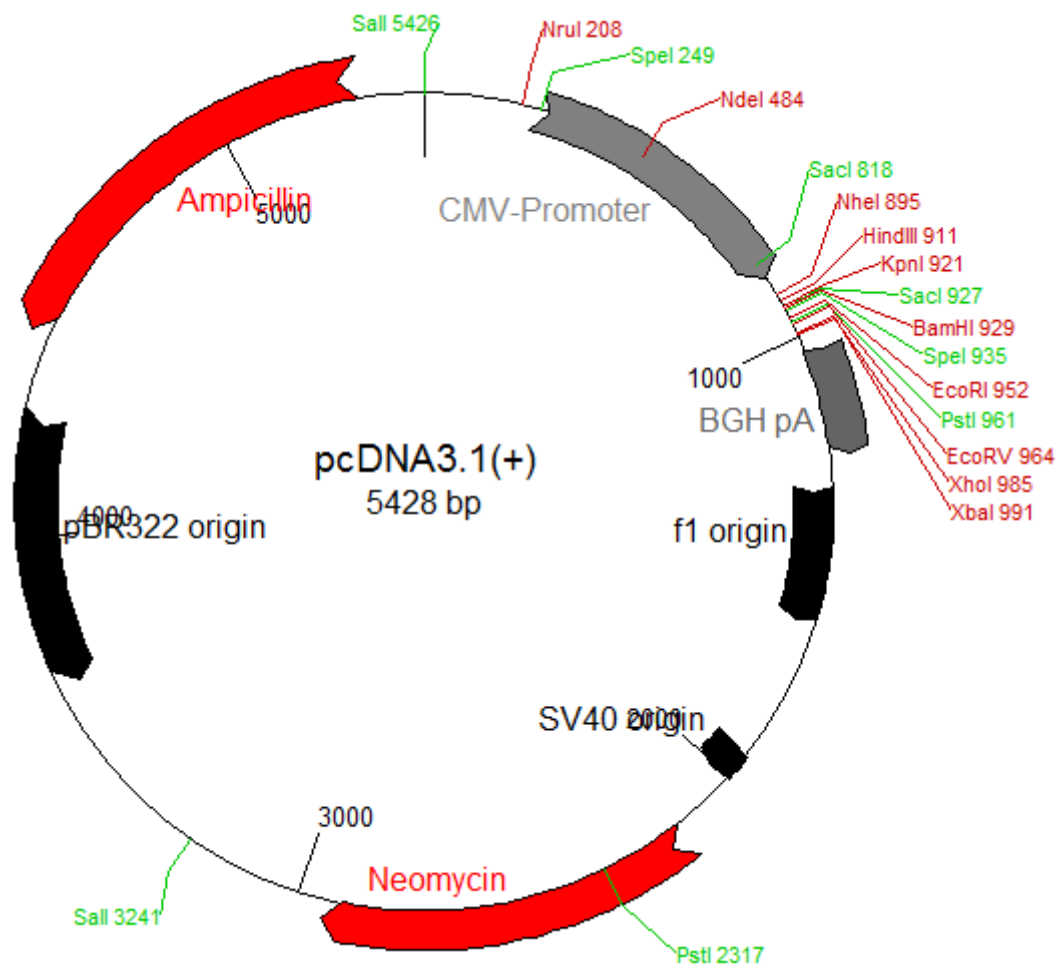 SalI 5426
NruI 208
SpeI 249
NdeI 484
SacI 818
NheI 895
HindIII 911
KpnI 921
SacI 927
BamHI 929
SpeI 935
EcoRI 952
PstI 961
EcoRV 964
XhoI 985
XbaI 991
Ampicillin
5000
CMV-Promoter
1000
BGH pA
pcDNA3.1(+)
5428 bp
4000
pBR322 origin
f1 origin
SV40 origin
2000
3000
Neomycin
SalI 3241
PstI 2317